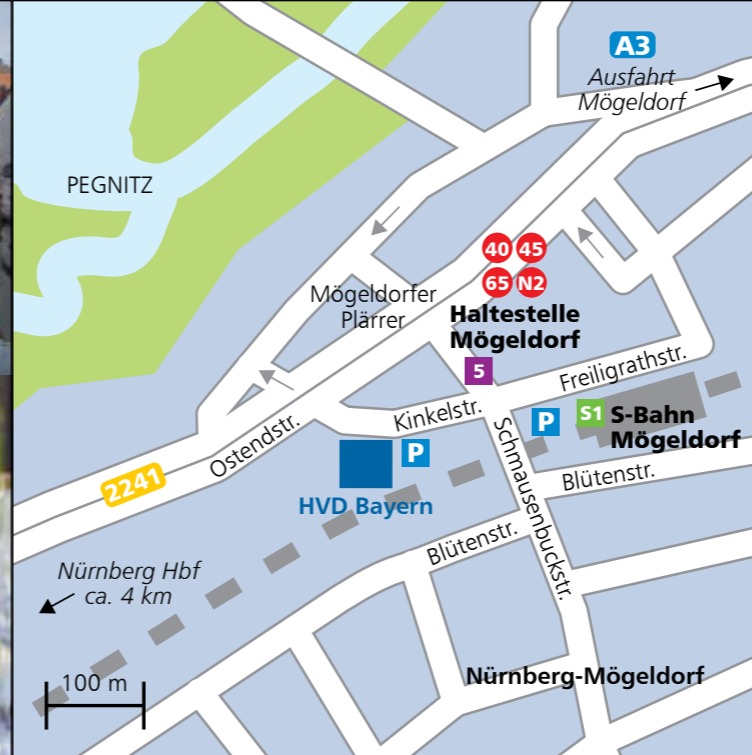 A3
Ausfahrt
Mögeldorf
PEGNITZ
40 45
65 N2
Mögeldorfer
Plärrer
Haltestelle
Mögeldorf
5
Freiligrathstr.
Kinkelstr.
P
S1 S-Bahn
Mögeldorf
Ostendstr.
Schmausenbuckstr.
P
2241
HVD Bayern
Blütenstr.
Blütenstr.
Nürnberg Hbf
ca. 4 km
100 m
Nürnberg-Mögeldorf